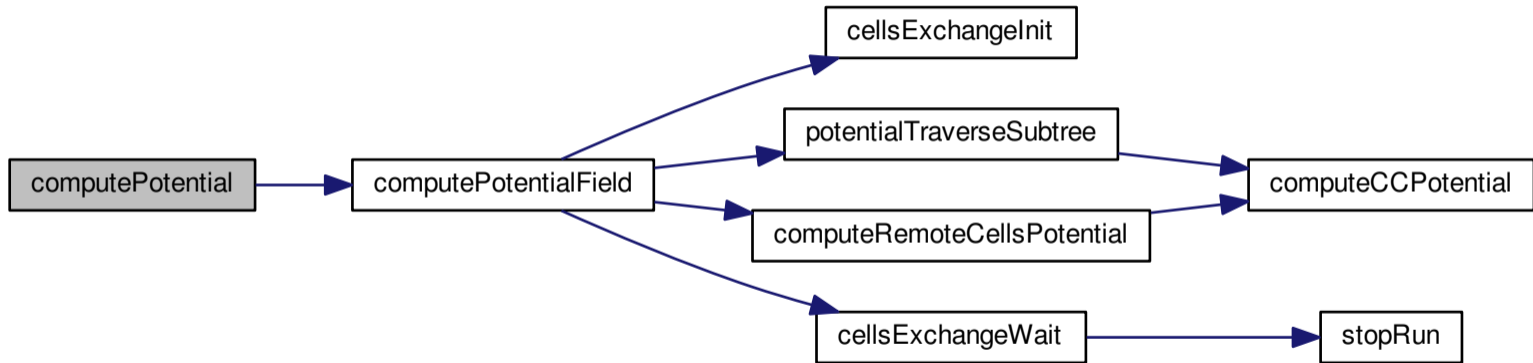 cellsExchangeInit
potentialTraverseSubtree
computePotential
computePotentialField
computeCCPotential
computeRemoteCellsPotential
cellsExchangeWait
stopRun